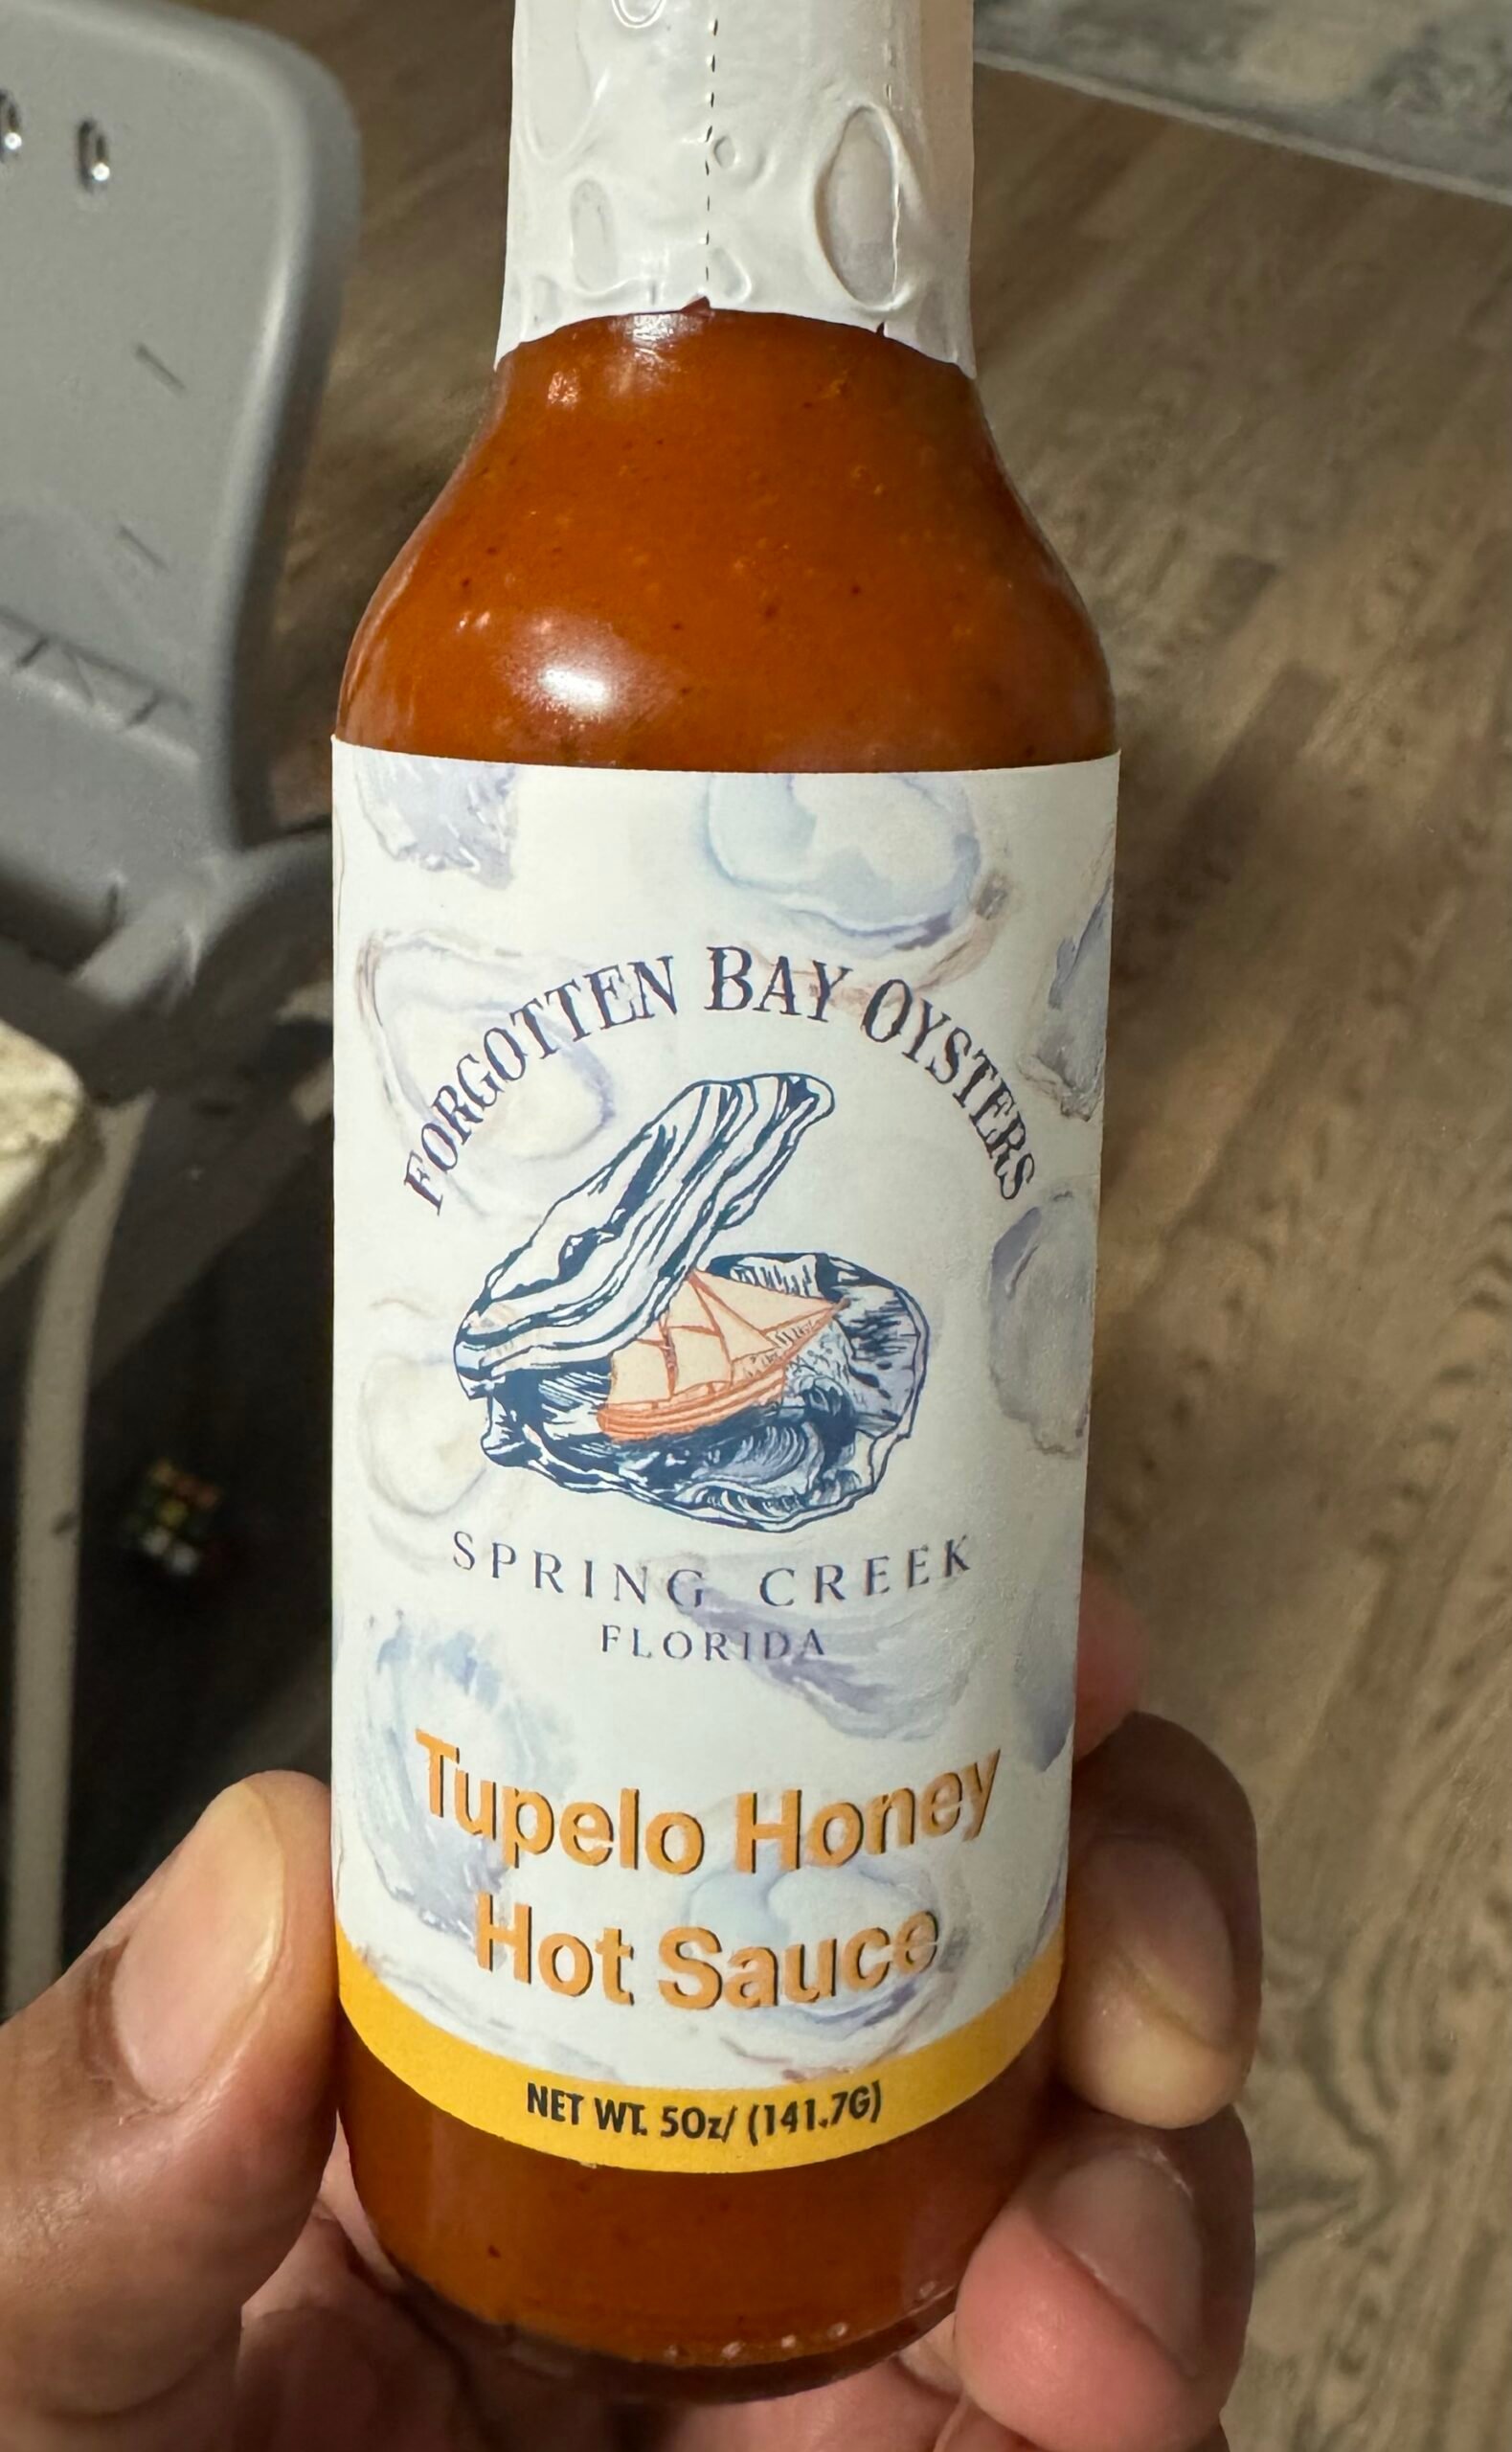 FORGOTTEN BAY OYSTERS
SPRING CREEK
FLORIDA
Tupelo Honey
Hot Sauce
NET WT. 5Oz/ (141.7G)